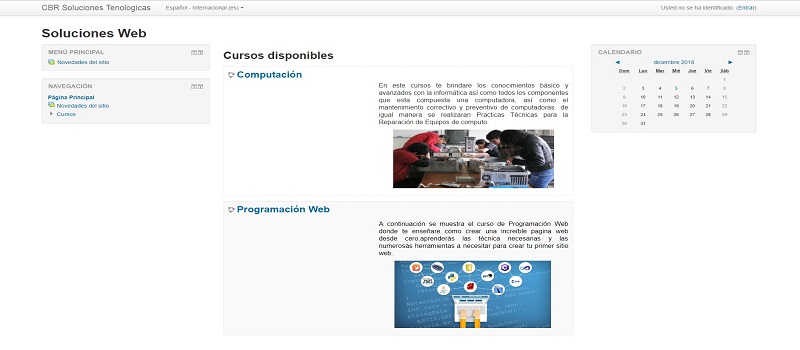 CBR Soluciones Tenologicas
Español - Internacional (es)
Usted no se ha identificado. (Entrar)
Soluciones Web
MENÚ PRINCIPAL
Novedades del sitio
NAVEGACIÓN
Página Principal
Novedades del sitio
Cursos
Cursos disponibles
Computación
En este cursos te brindare los conocimientos básico y
avanzados con la informática así como todos los componentes
que esta compuesta una computadora, así como el
mantenimiento correctivo y preventivo de computadoras de
igual manera se realizaran Practicas Técnicas para la
Reparación de Equipos de computo.
Programación Web
A continuación se muestra el curso de Programación Web
donde te enseñare como crear una increíble pagina web
desde cero,aprenderás las técnica necesarias y las
numerosas herramientas a necesitar para crear tu primer sitio
web.
C++
CALENDARIO
diciembre 2018
Dom Lun Mar Mié Jue Vie Sáb
1
2 3 4 5 6 7 8
9 10 11 12 13 14 15
16 17 18 19 20 21 22
23 24 25 26 27 28 29
30 31